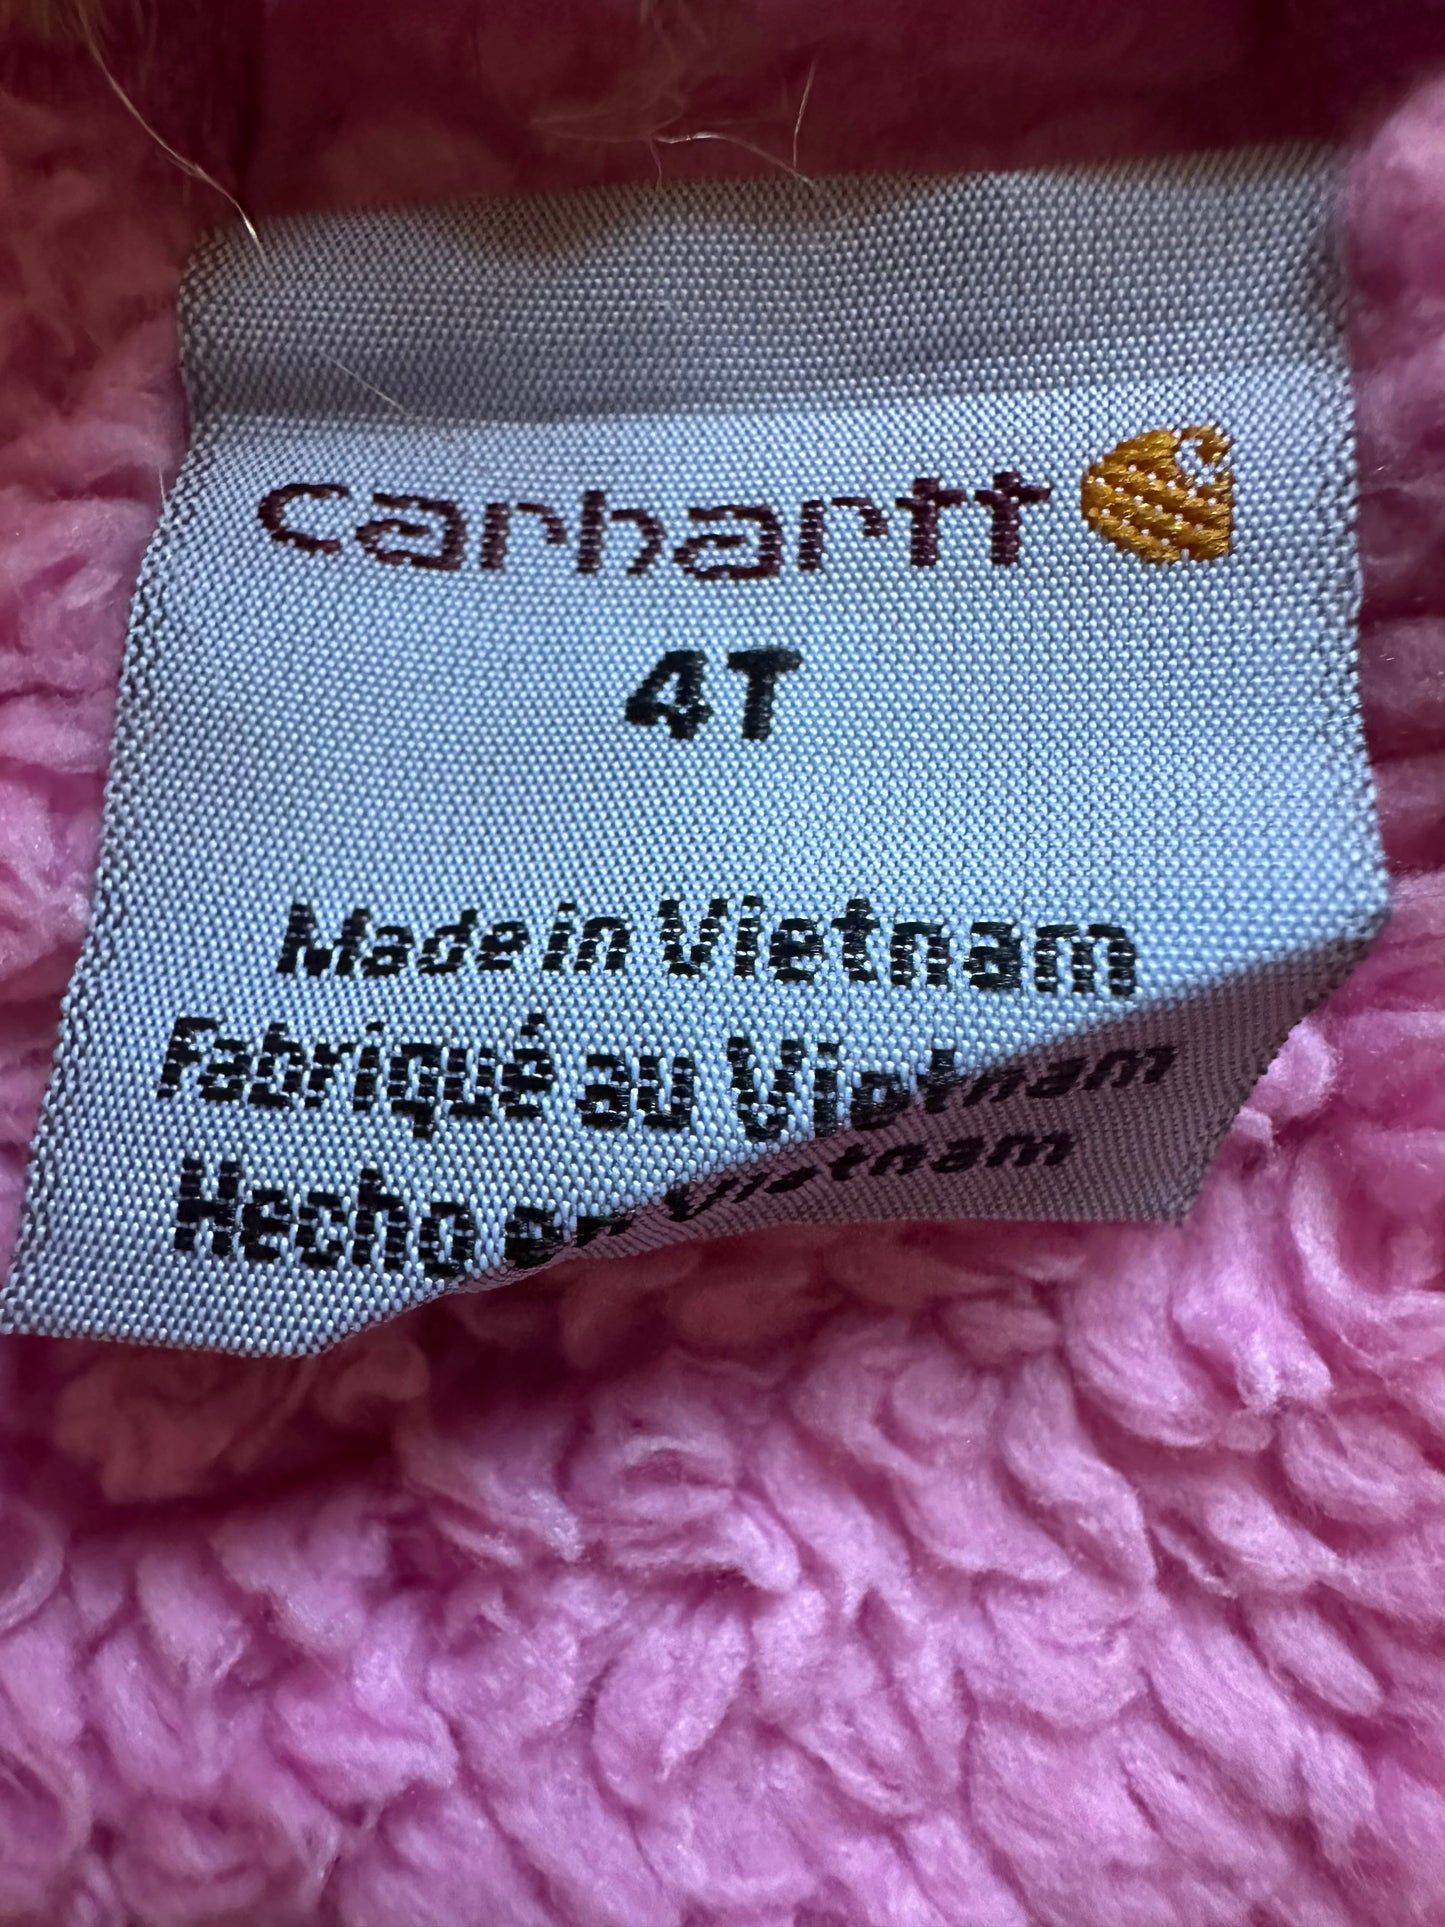 carhartt
4T
Made in Vietnam
Fabriqué au Vietnam
Hecho en Vietnam